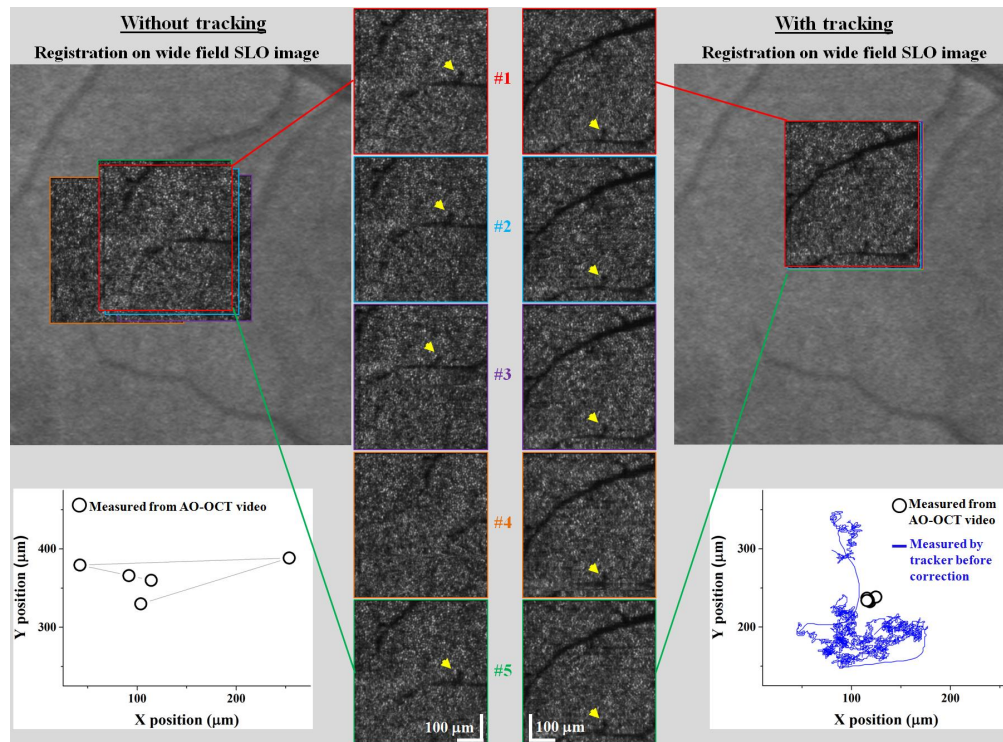 Without tracking
Registration on wide field SLO image
With tracking
Registration on wide field SLO image
#1
#2
#3
#4
#5
100 μm
100 μm
Measured from AO-OCT video
Y position (μm)
400
300
100
200
X position (μm)
Measured from
AO-OCT video
Measured by
tracker before
correction
Y position (μm)
300
200
100
200
X position (μm)